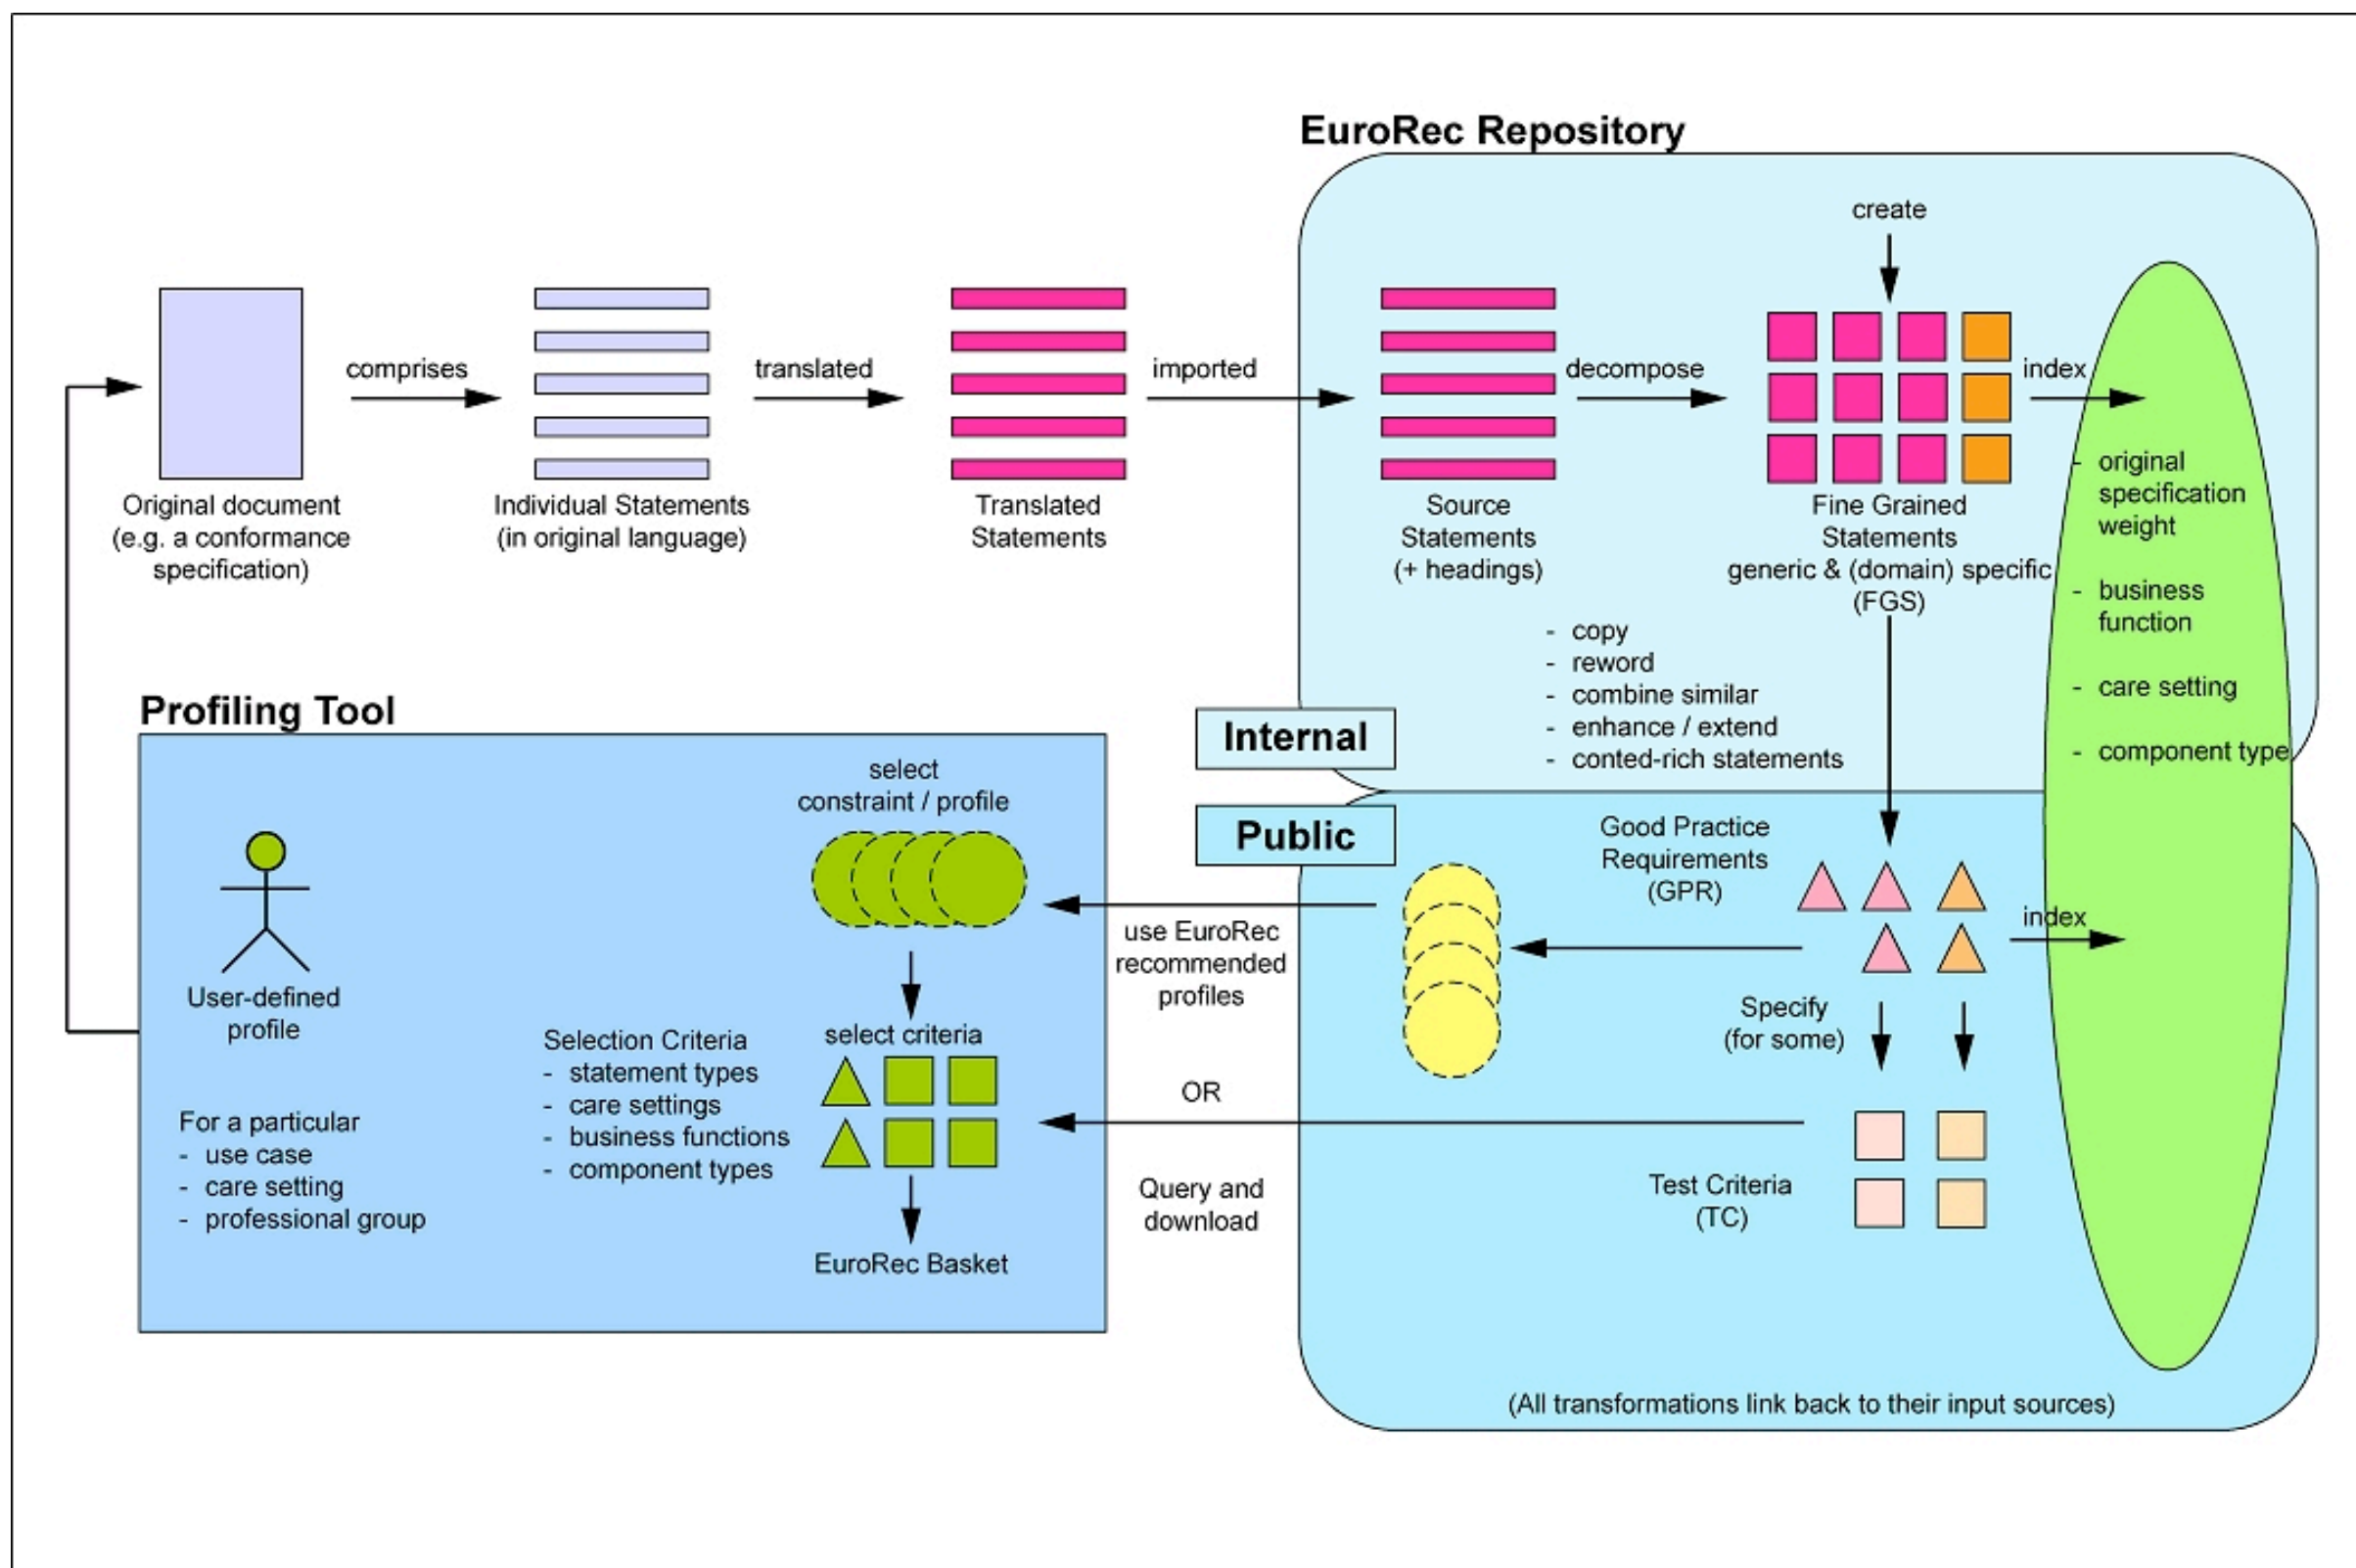 EuroRec Repository
create
comprises
translated
imported
decompose
index
Original document
(e.g. a conformance
specification)
Individual Statements
(in original language)
Translated
Statements
Source
Statements
(+ headings)
Fine Grained
Statements
generic & (domain) specific
(FGS)
- original
specification
weight
- business
function
- care setting
- component type
- copy
- reword
- combine similar
- enhance / extend
- conted-rich statements
Internal
Public
Profiling Tool
select
constraint / profile
User-defined
profile
For a particular
- use case
- care setting
- professional group
Selection Criteria
- statement types
- care settings
- business functions
- component types
select criteria
EuroRec Basket
use EuroRec
recommended
profiles
OR
Query and
download
Good Practice
Requirements
(GPR)
index
Specify
(for some)
Test Criteria
(TC)
(All transformations link back to their input sources)